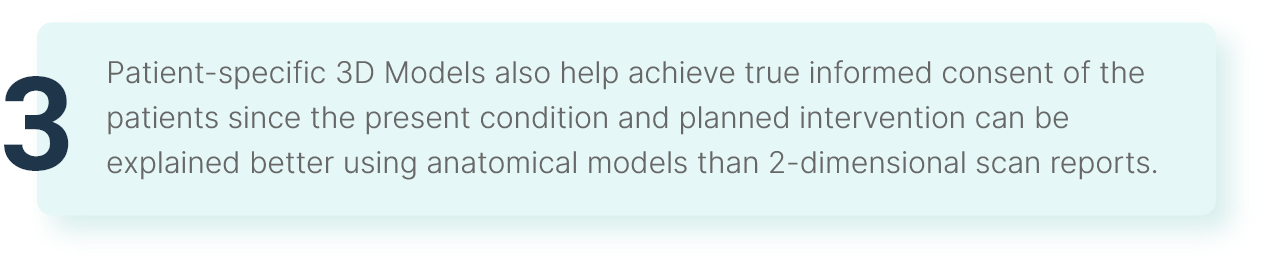 3
Patient-specific 3D Models also help achieve true informed consent of the
patients since the present condition and planned intervention can be
explained better using anatomical models than 2-dimensional scan reports.